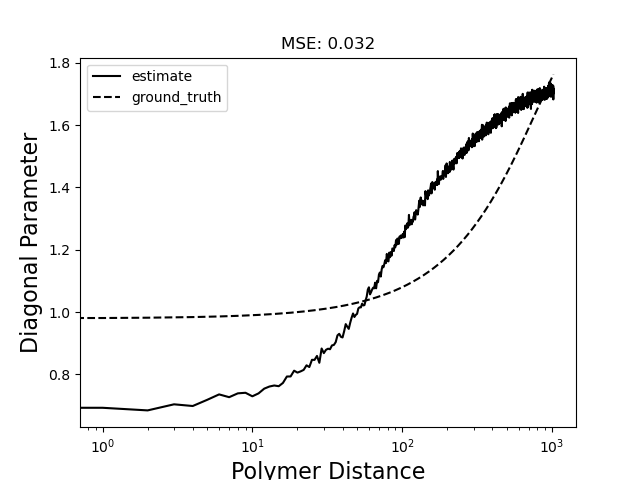 MSE: 0.032
estimate
ground_truth
Diagonal Parameter
1.8
1.6
1.4
1.2
1.0
0.8
10⁰ 10¹ 10² 10³
Polymer Distance